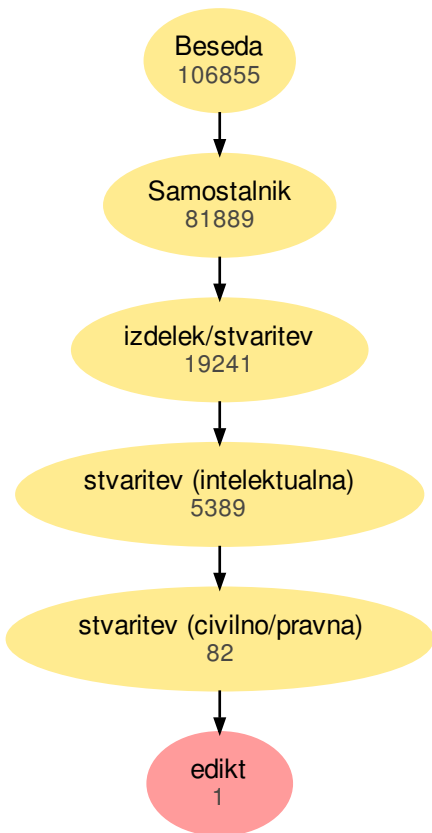 Beseda
106855
Samostalnik
81889
izdelek/stvaritev
19241
stvaritev (intelektualna)
5389
stvaritev (civilno/pravna)
82
edikt
1